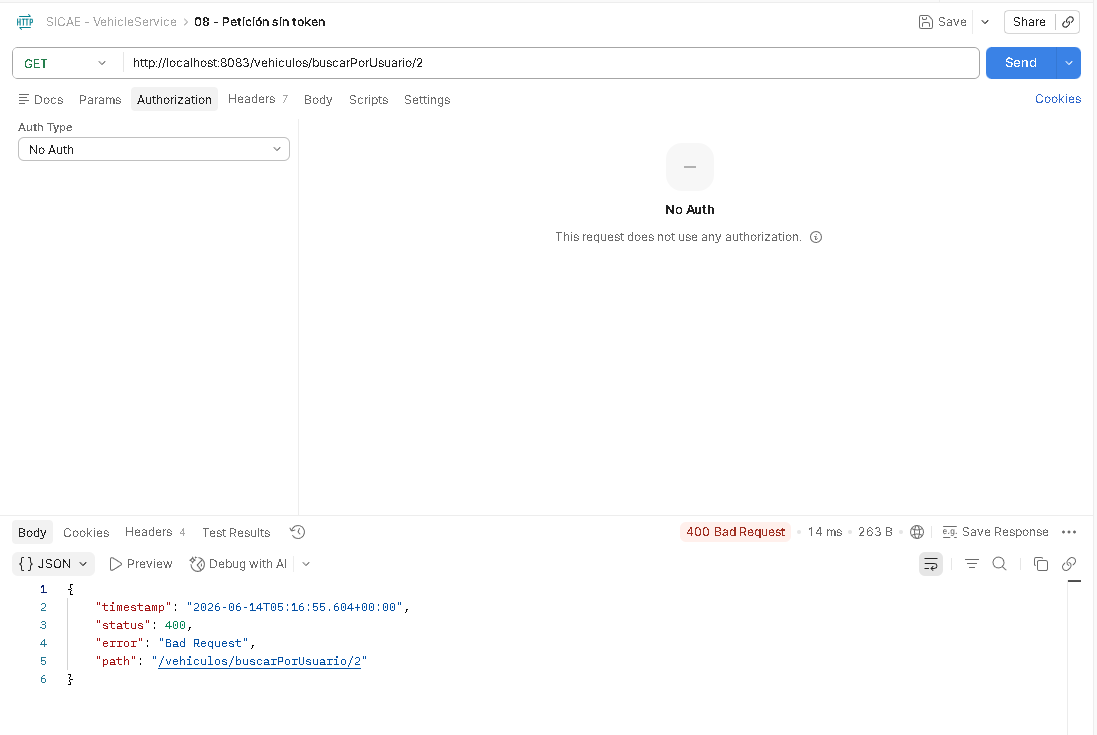 HTTP SICAE - VehicleService > 08 - Petición sin token Save Share
GET http://localhost:8083/vehiculos/buscarPorUsuario/2 Send
Docs Params Authorization Headers 7 Body Scripts Settings Cookies
Auth Type
No Auth
No Auth
This request does not use any authorization.
Body Cookies Headers 4 Test Results 400 Bad Request • 14 ms • 263 B • e.g. Save Response
{} JSON Preview Debug with AI
1 {
2 "timestamp": "2026-06-14T05:16:55.604+00:00",
3 "status": 400,
4 "error": "Bad Request",
5 "path": "/vehiculos/buscarPorUsuario/2"
6 }